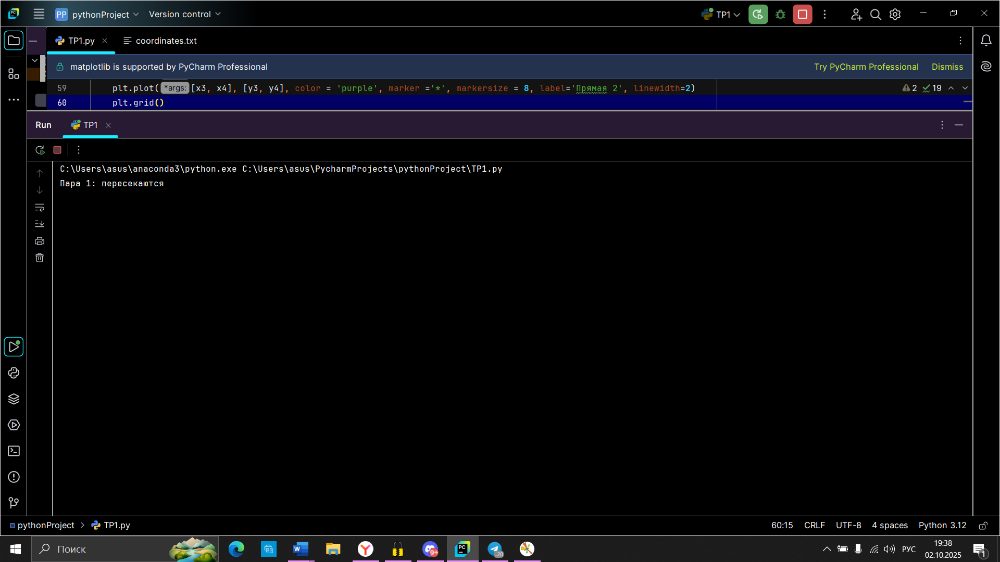 PP pythonProject Version control TP1
TP1.py coordinates.txt
matplotlib is supported by PyCharm Professional Try PyCharm Professional Dismiss
59 plt.plot(*args:[x3, x4], [y3, y4], color = 'purple', marker ='*', markersize = 8, label='Прямая 2', linewidth=2) 2 19
60 plt.grid()
Run TP1
C:\Users\asus\anaconda3\python.exe C:\Users\asus\PycharmProjects\pythonProject\TP1.py
Пара 1: пересекаются
pythonProject > TP1.py 60:15 CRLF UTF-8 4 spaces Python 3.12
Поиск 9+ PC 20 РУС 19:38
02.10.2025 1